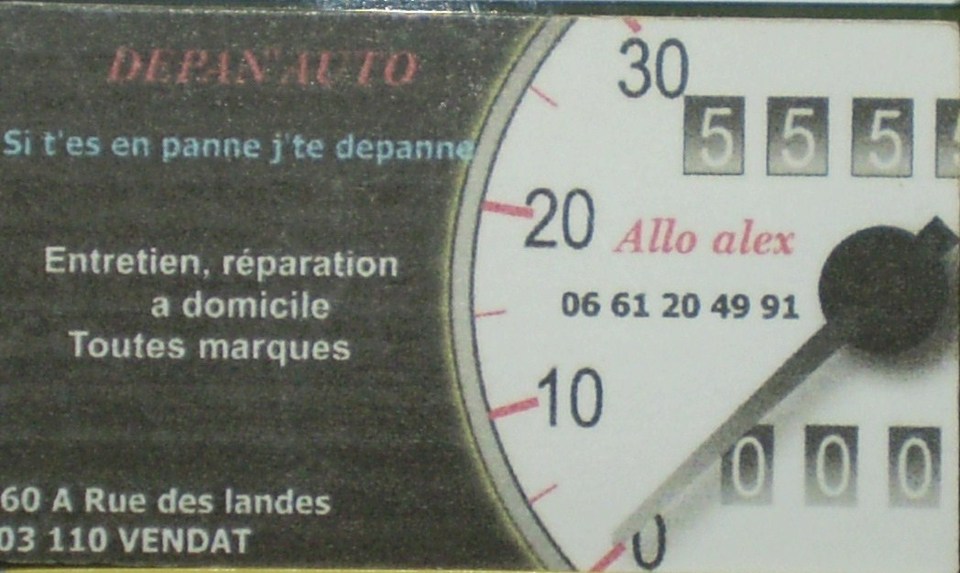 DEPAN'AUTO
Si t'es en panne j'te depanne
Entretien, réparation
a domicile
Toutes marques
60 A Rue des landes
03 110 VENDAT
30
5 5 5 5
20
Allo alex
06 61 20 49 91
10
0 0 0
0